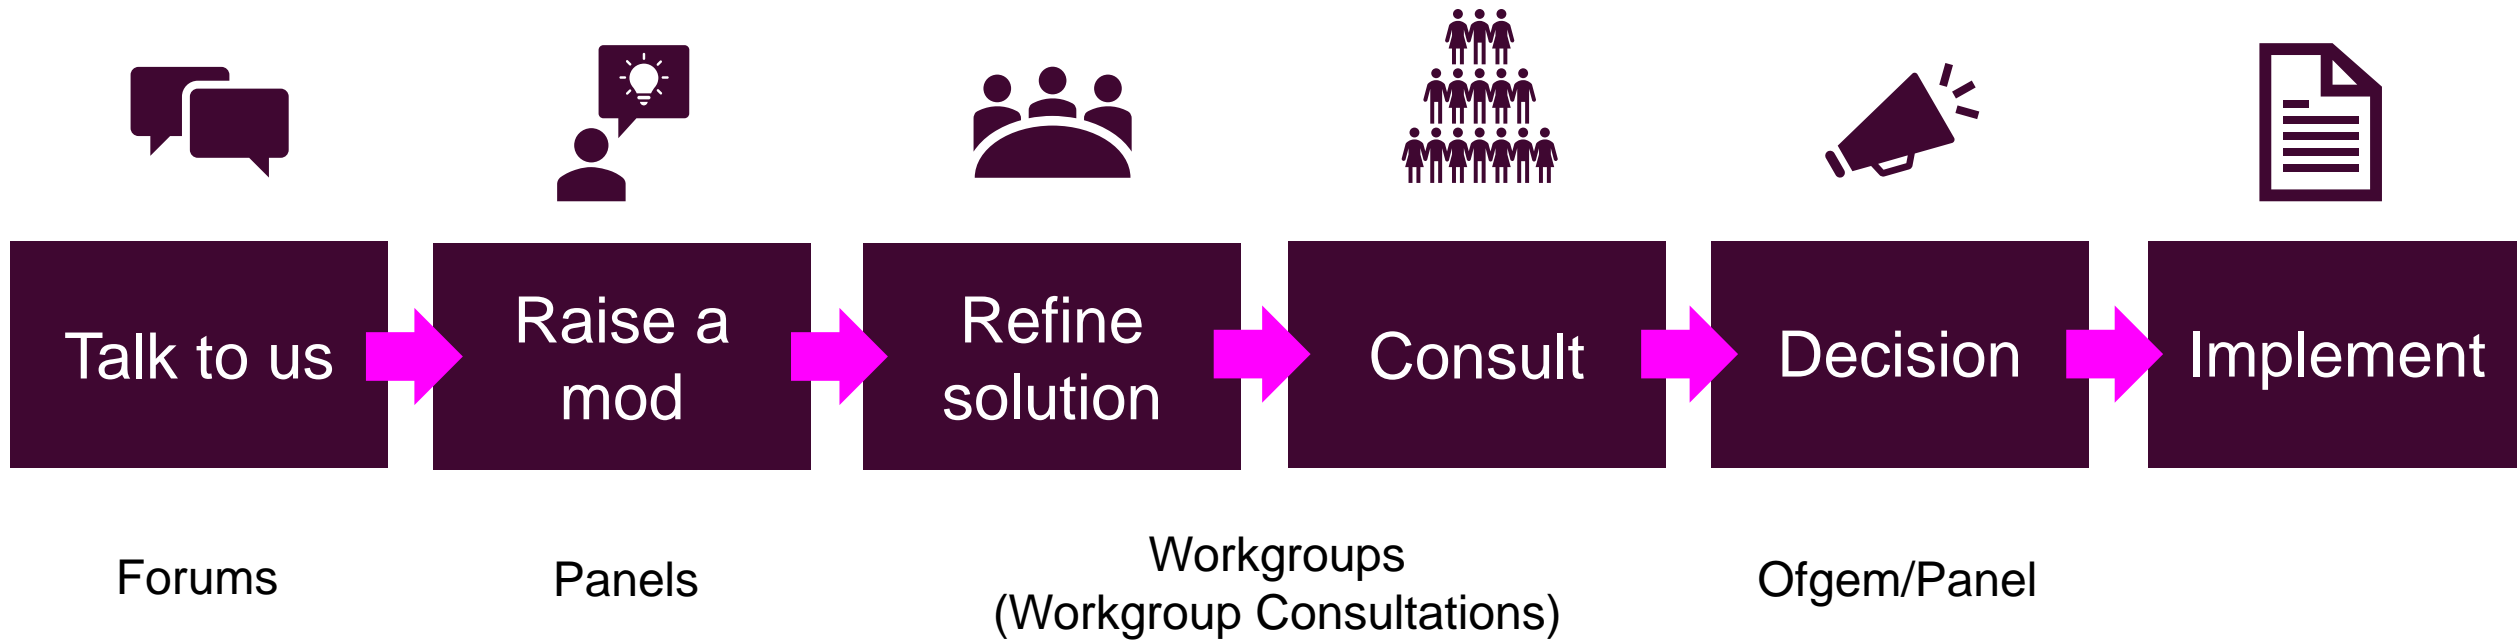 Talk to us
Raise a
mod
Refine
solution
Consult
Decision
Implement
Forums
Panels
Workgroups
(Workgroup Consultations)
Ofgem/Panel